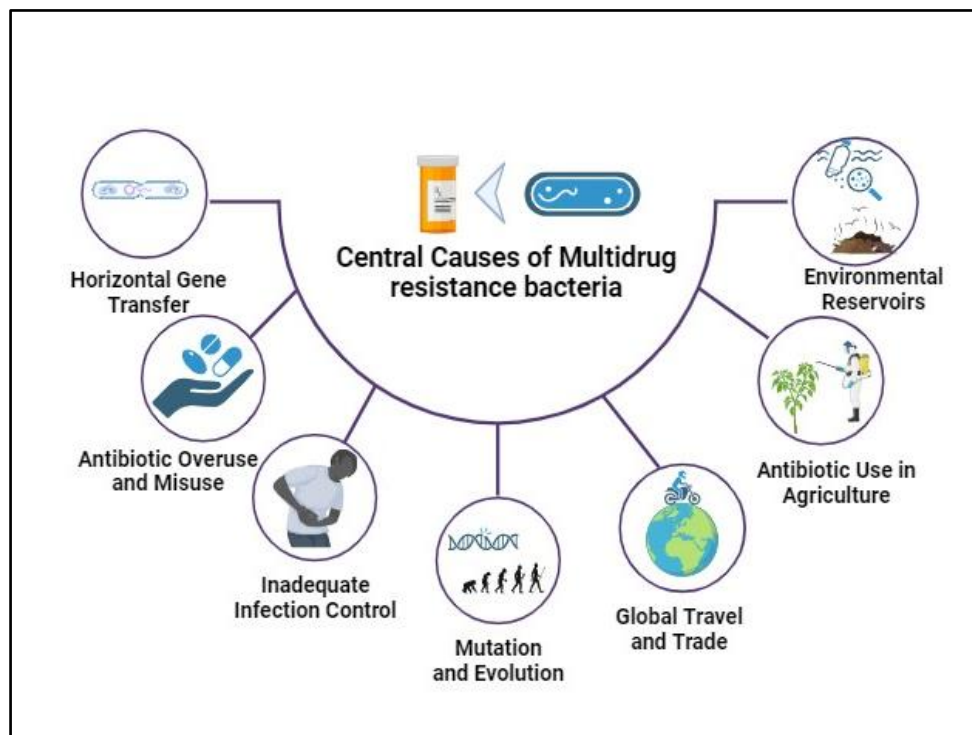 Central Causes of Multidrug
resistance bacteria
Horizontal Gene
Transfer
Antibiotic Overuse
and Misuse
Inadequate
Infection Control
Mutation
and Evolution
Global Travel
and Trade
Antibiotic Use in
Agriculture
Environmental
Reservoirs